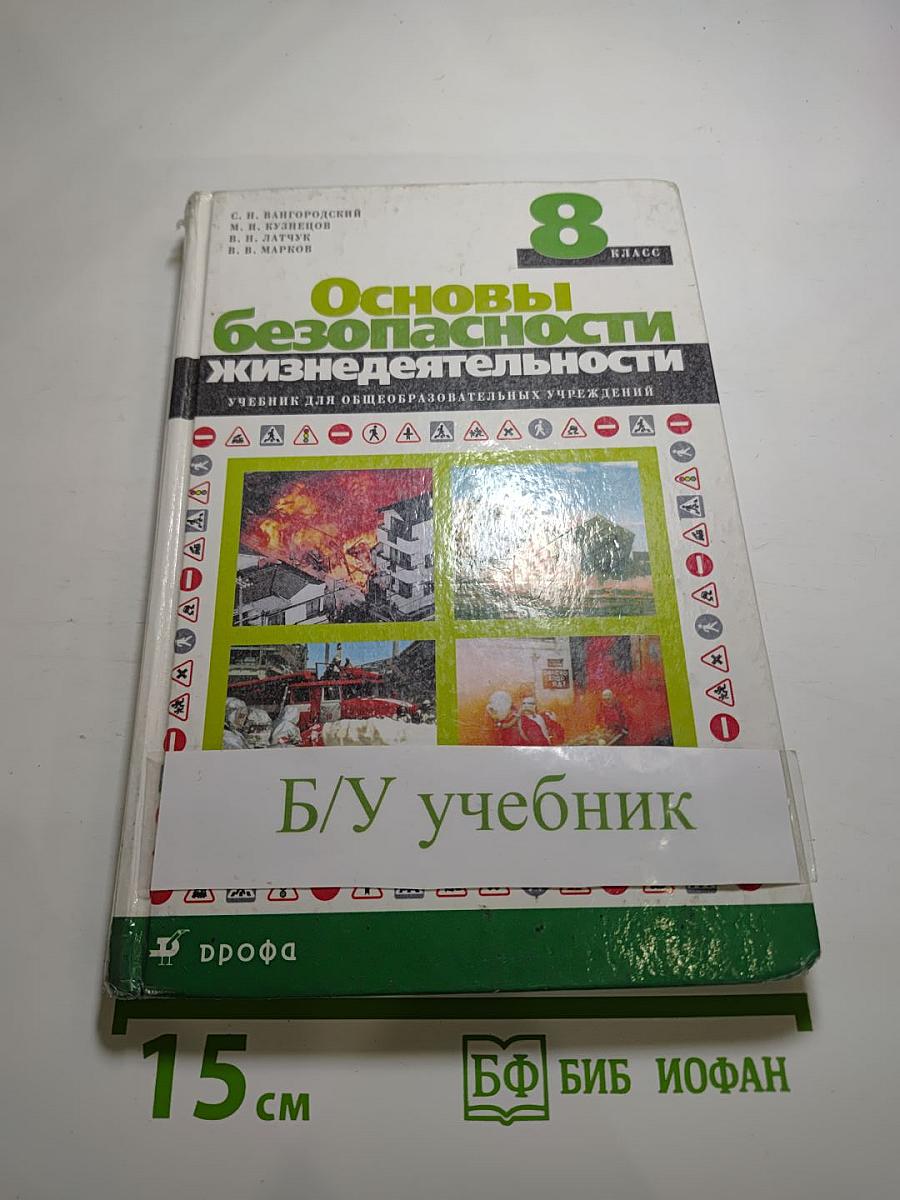 С. Н. ВАНГОРОДСКИЙ
М. И. КУЗНЕЦОВ
В. Н. ЛАТЧУК
В. В. МАРКОВ
8
КЛАСС
Основы
безопасности
жизнедеятельности
УЧЕБНИК ДЛЯ ОБЩЕОБРАЗОВАТЕЛЬНЫХ УЧРЕЖДЕНИЙ
Б/У учебник
дрофа
15 см
БФ БИБ ИОФАН